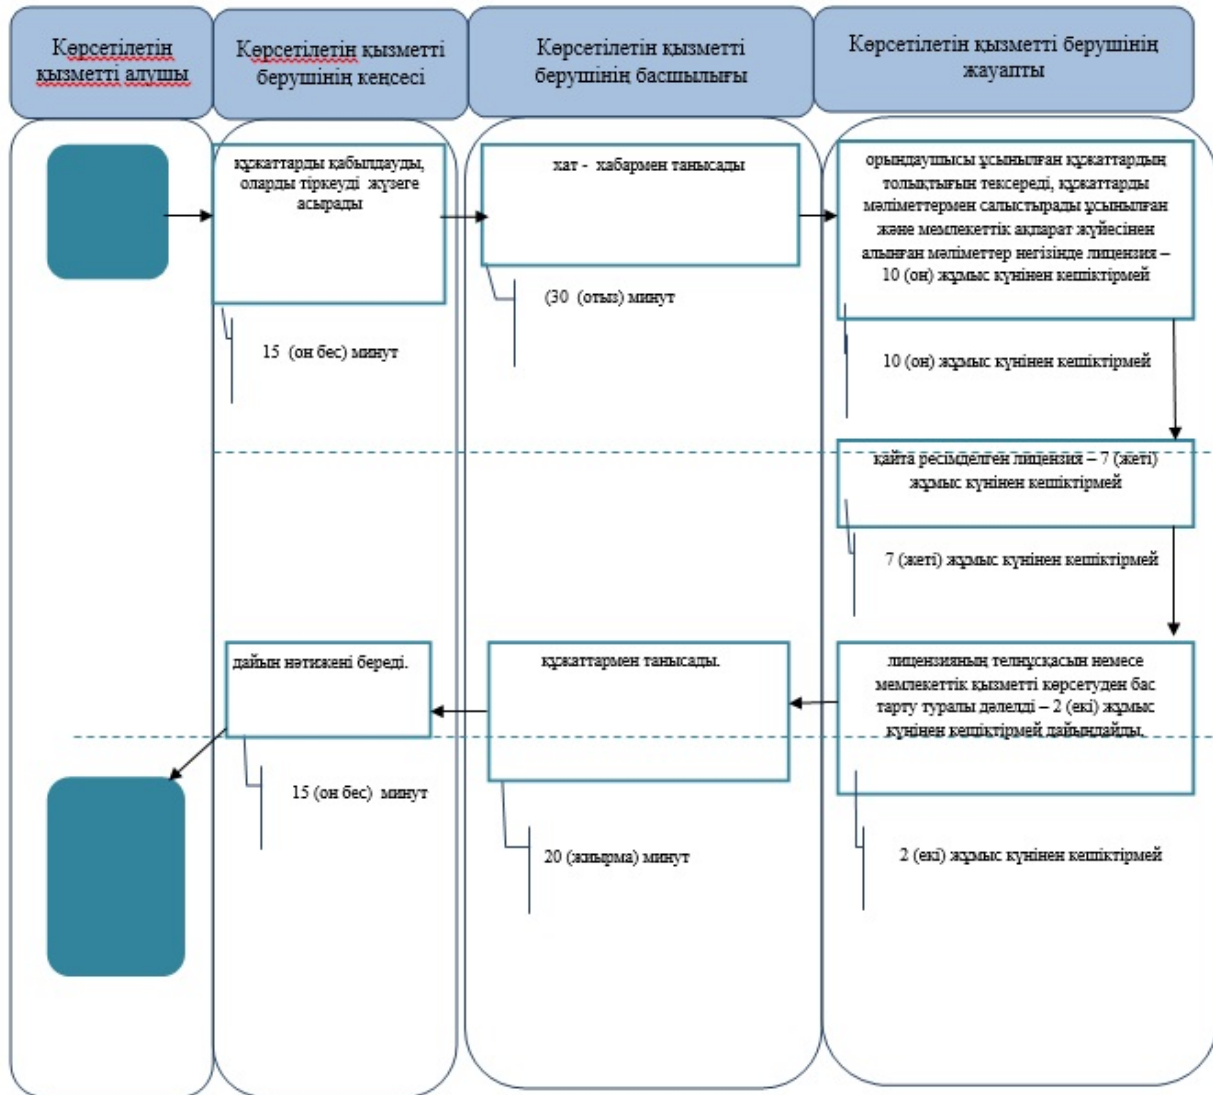 Көрсетілетін
қызметті алушы
Көрсетілетін қызметті
берушінің кеңсесі
Көрсетілетін қызметті
берушінің басшылығы
Көрсетілетін қызметті берушінің
жауапты
құжаттарды қабылдауды,
оларды тіркеуді жүзеге
асырады
15 (он бес) минут
хат - хабармен танысады
(30 (отыз) минут
орындаушысы ұсынылған құжаттардың
толықтығын тексереді, құжаттарды
мәліметтермен салыстырады ұсынылған
және мемлекеттік ақпарат жүйесінен
алынған мәліметтер негізінде лицензия –
10 (он) жұмыс күнінен кешіктірмей
10 (он) жұмыс күнінен кешіктірмей
қайта ресімделген лицензия – 7 (жеті)
жұмыс күнінен кешіктірмей
7 (жеті) жұмыс күнінен кешіктірмей
лицензияның телнұсқасын немесе
мемлекеттік қызметті көрсетуден бас
тарту туралы дәлелді – 2 (екі) жұмыс
күнінен кешіктірмей дайындайды.
2 (екі) жұмыс күнінен кешіктірмей
құжаттармен танысады.
20 (жиырма) минут
дайын нәтижені береді.
15 (он бес) минут